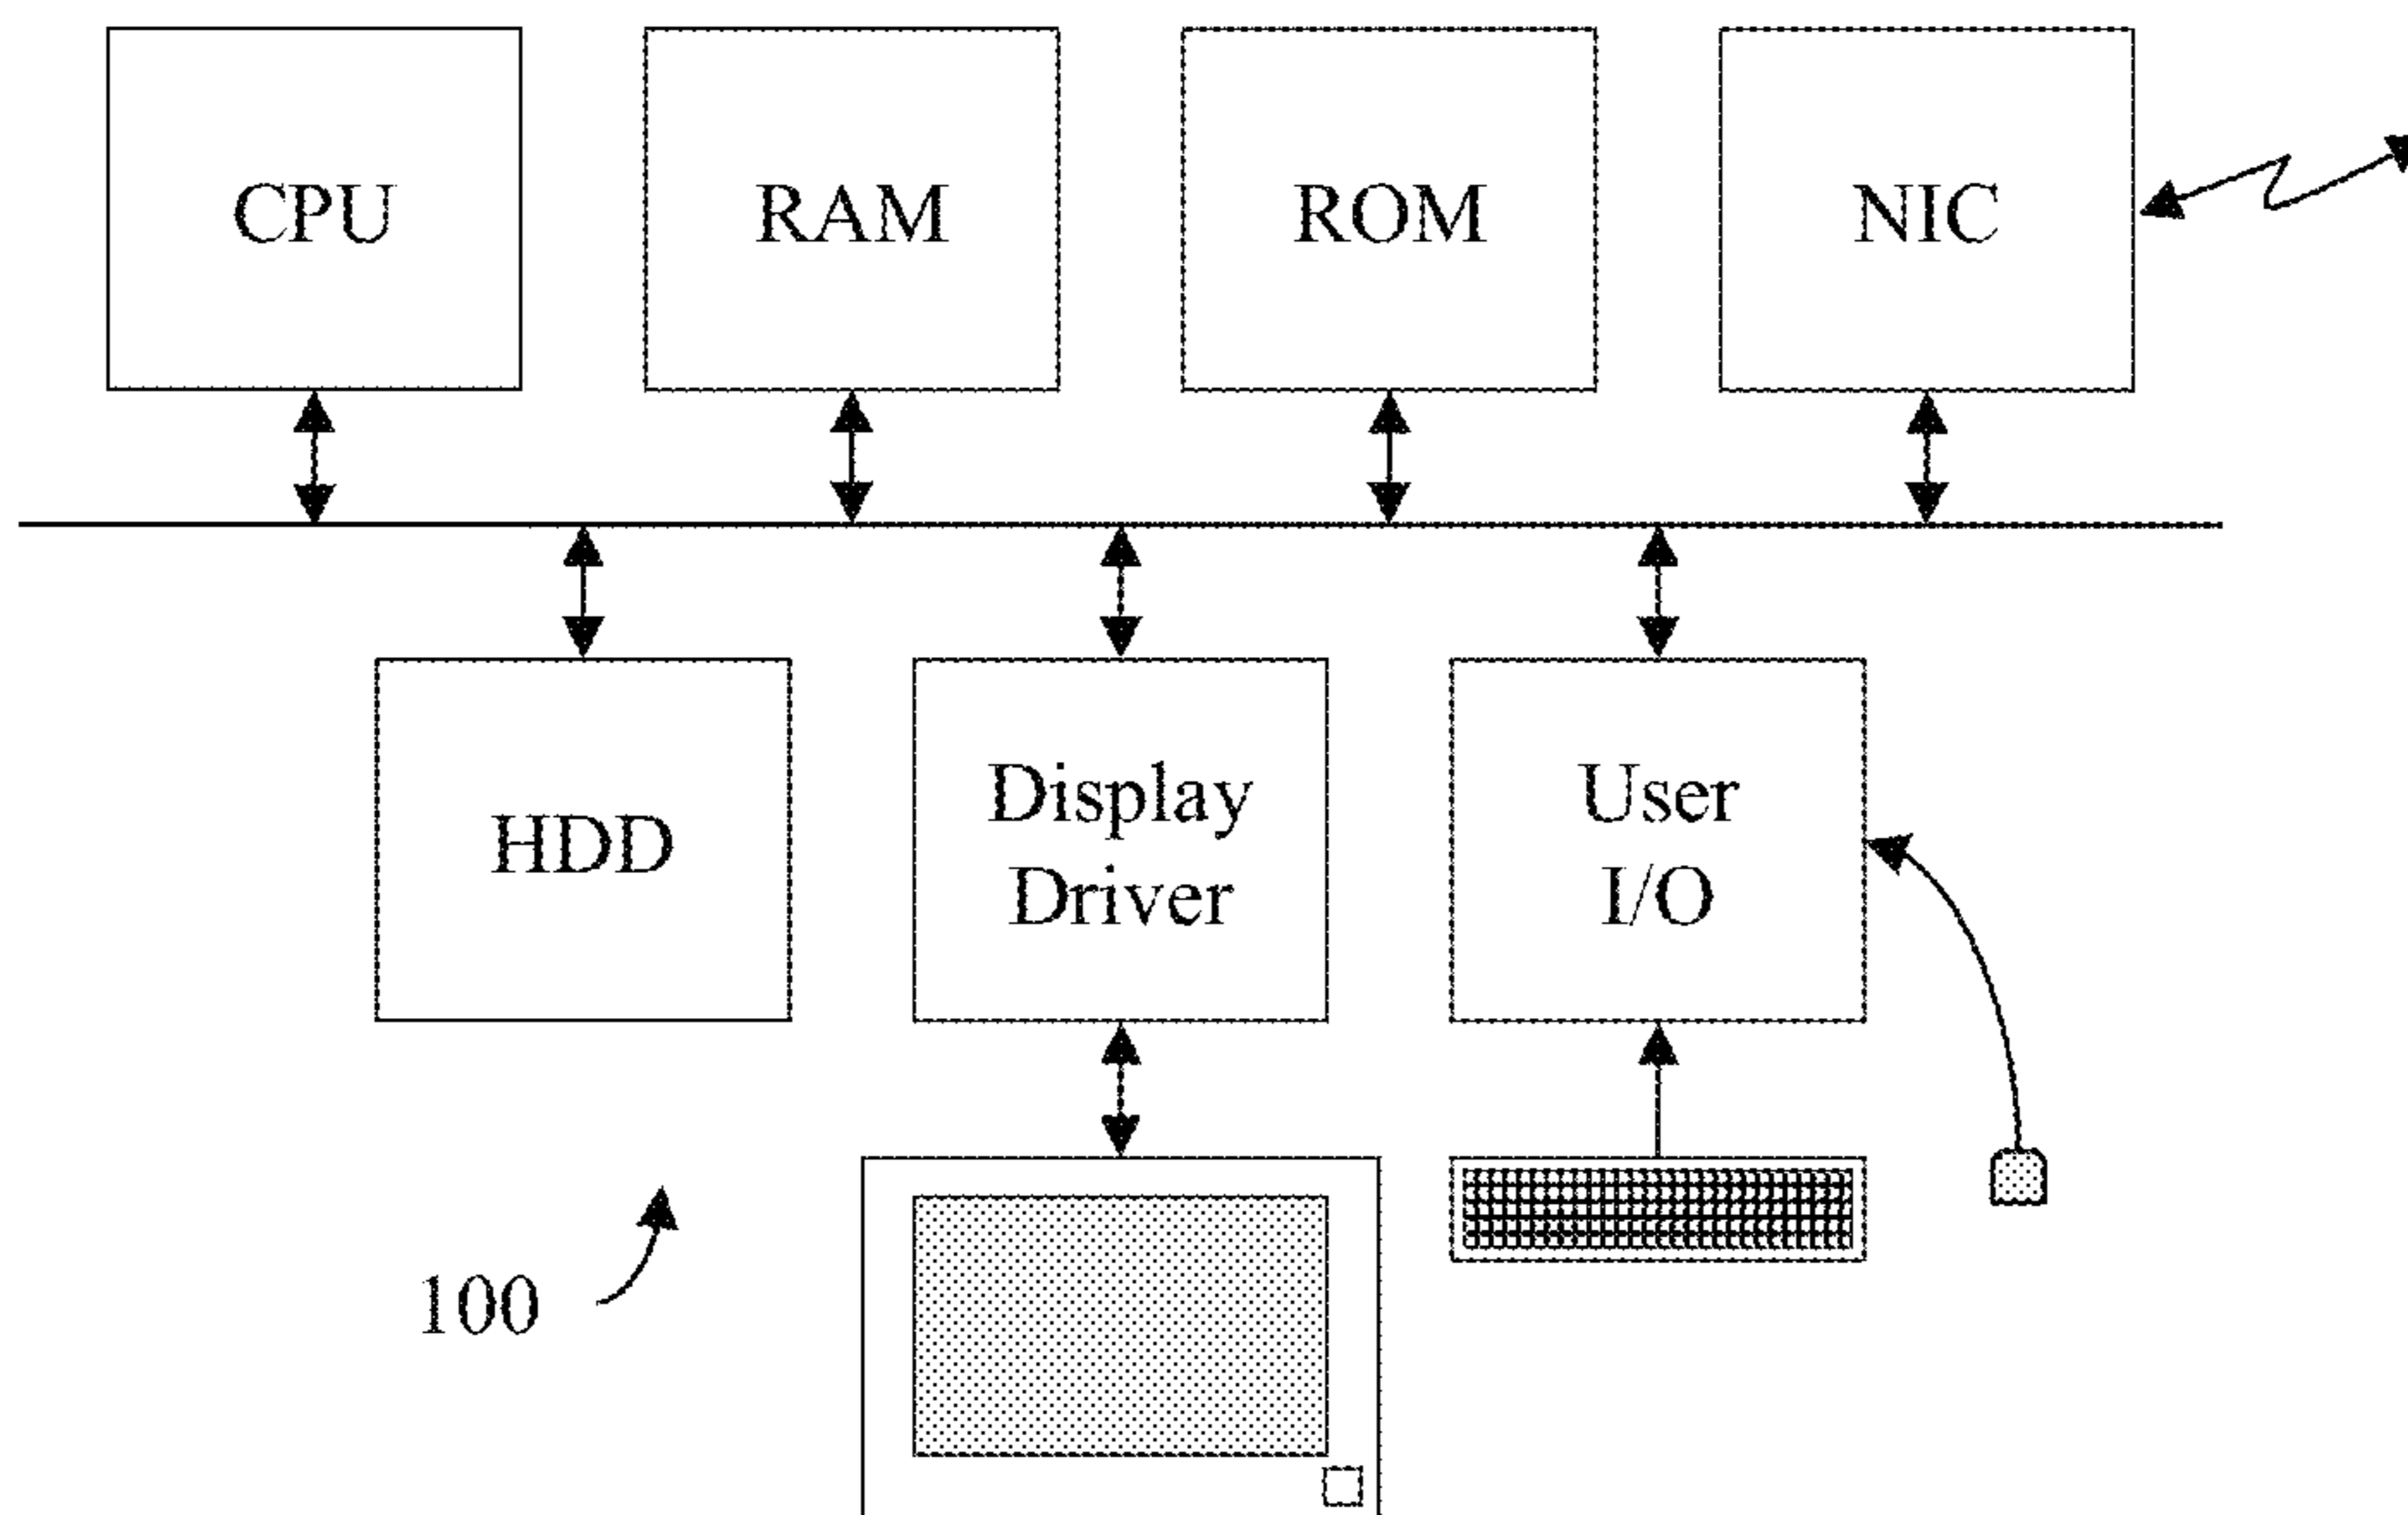 CPU
RAM
ROM
NIC
HDD
Display
Driver
User
I/O
100